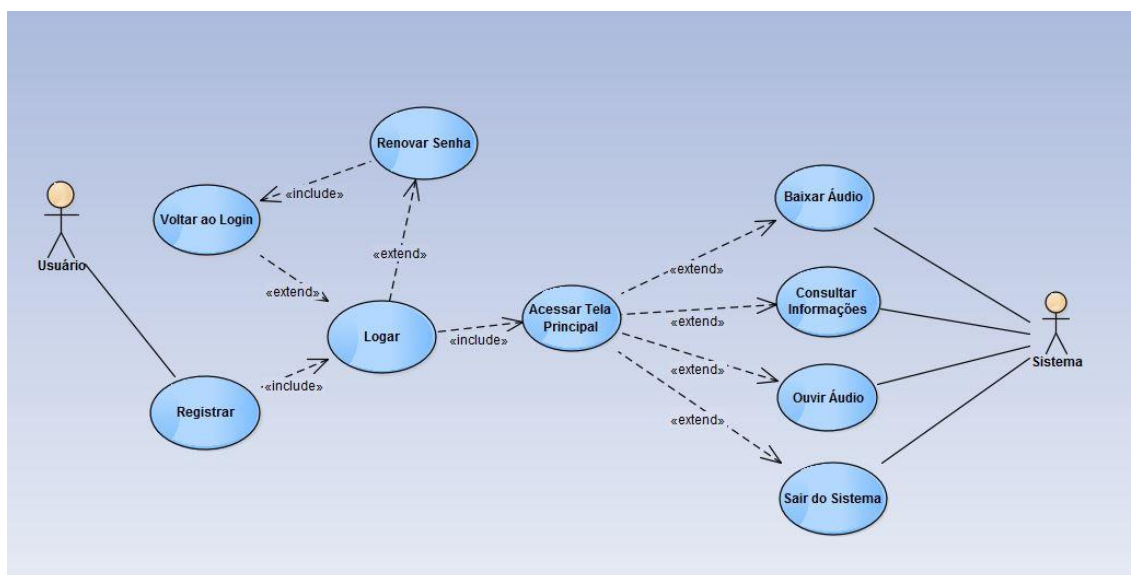 Renovar Senha
«include»
Voltar ao Login
Usuário
«extend»
«extend»
Logar
«include»
Registrar
«include»
Acessar Tela
Principal
Baixar Áudio
«extend»
Consultar
Informações
«extend»
Sistema
«extend»
Ouvir Áudio
«extend»
Sair do Sistema